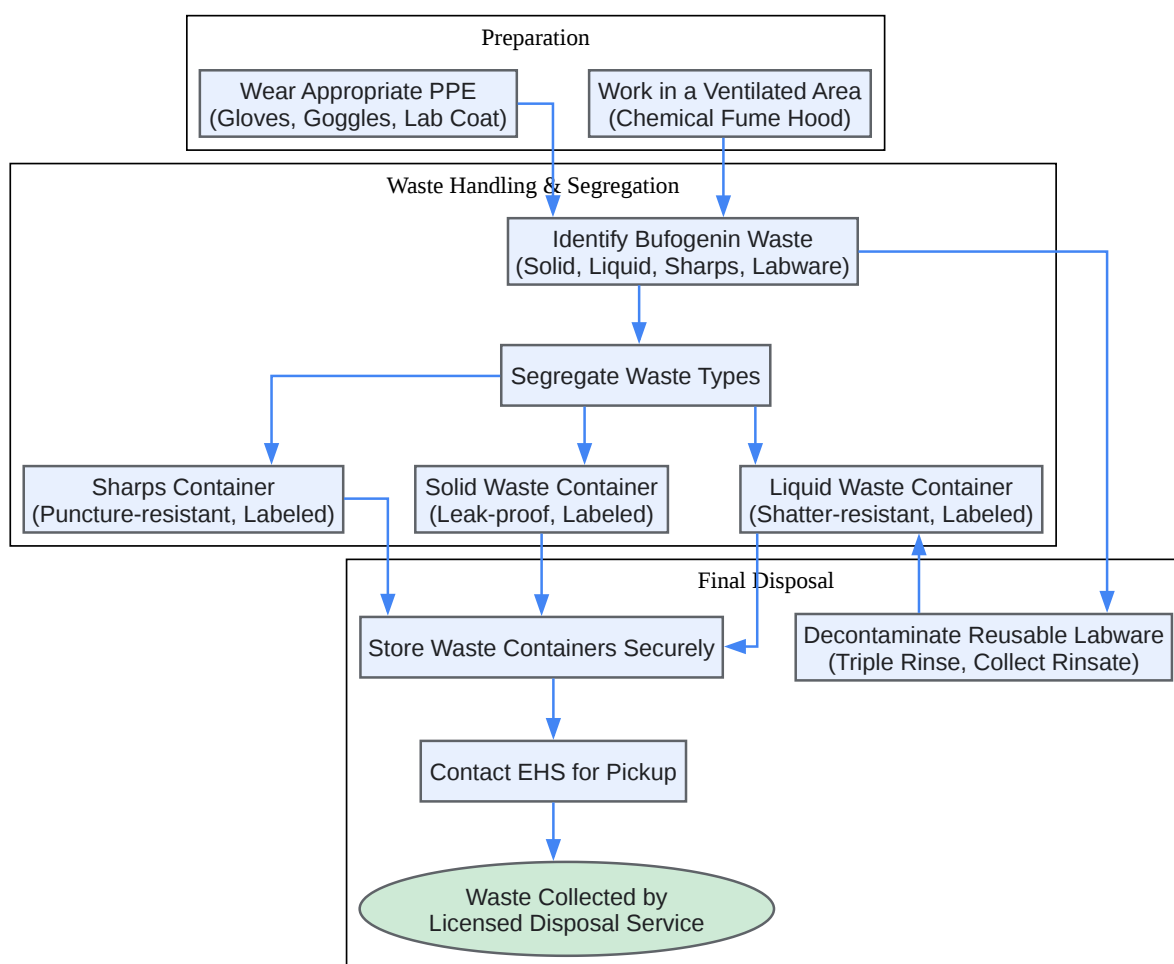 Preparation
Wear Appropriate PPE
(Gloves, Goggles, Lab Coat)
Work in a Ventilated Area
(Chemical Fume Hood)
Waste Handling & Segregation
Identify Bufogenin Waste
(Solid, Liquid, Sharps, Labware)
Segregate Waste Types
Sharps Container
(Puncture-resistant, Labeled)
Solid Waste Container
(Leak-proof, Labeled)
Liquid Waste Container
(Shatter-resistant, Labeled)
Final Disposal
Store Waste Containers Securely
Decontaminate Reusable Labware
(Triple Rinse, Collect Rinsate)
Contact EHS for Pickup
Waste Collected by
Licensed Disposal Service